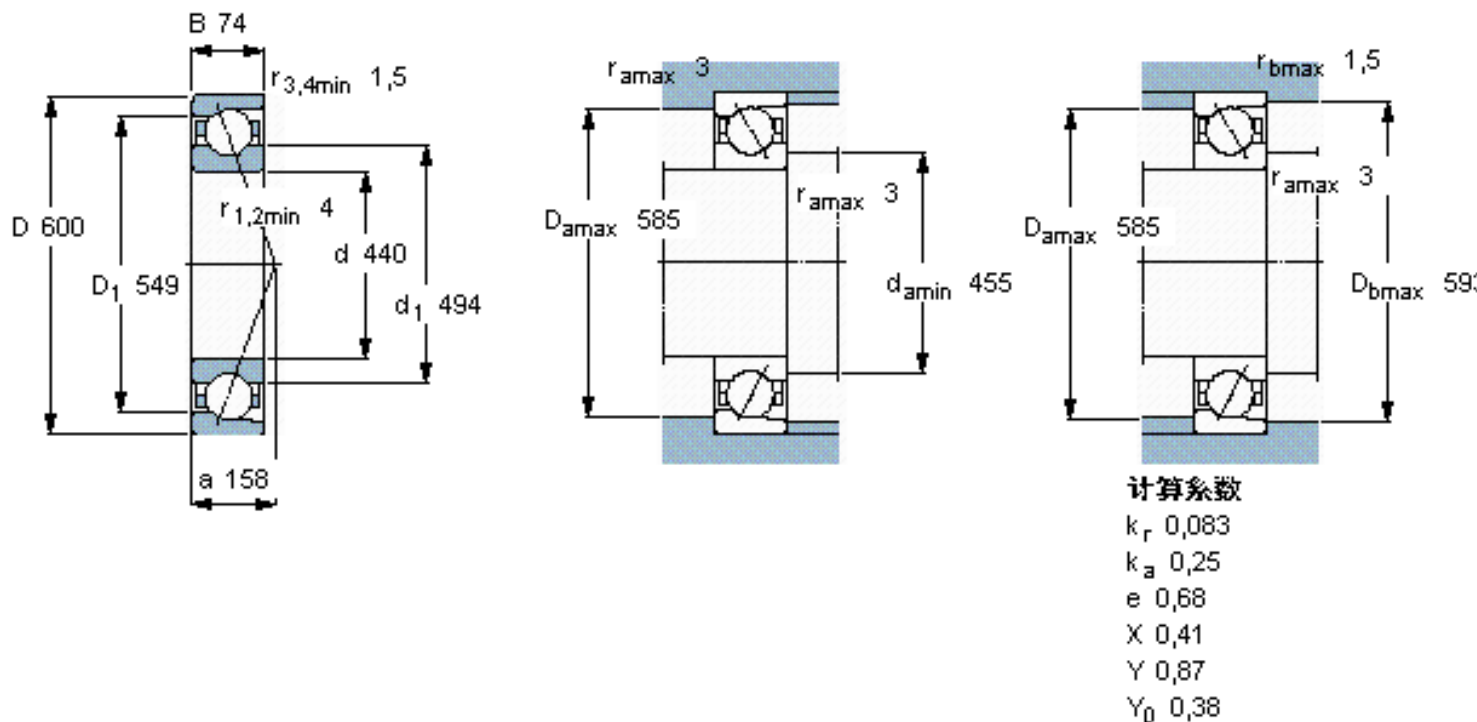 B 74
r3,4min 1,5
D 600
D1 549
r1,2min 4
d 440
d1 494
a 158
ramax 3
Damax 585
ramax 3
damin 455
rbmax 1,5
ramax 3
Damax 585
Dbmax 593
计算系数
kr 0,083
ka 0,25
e 0,68
X 0,41
Y 0,87
Y0 0,38